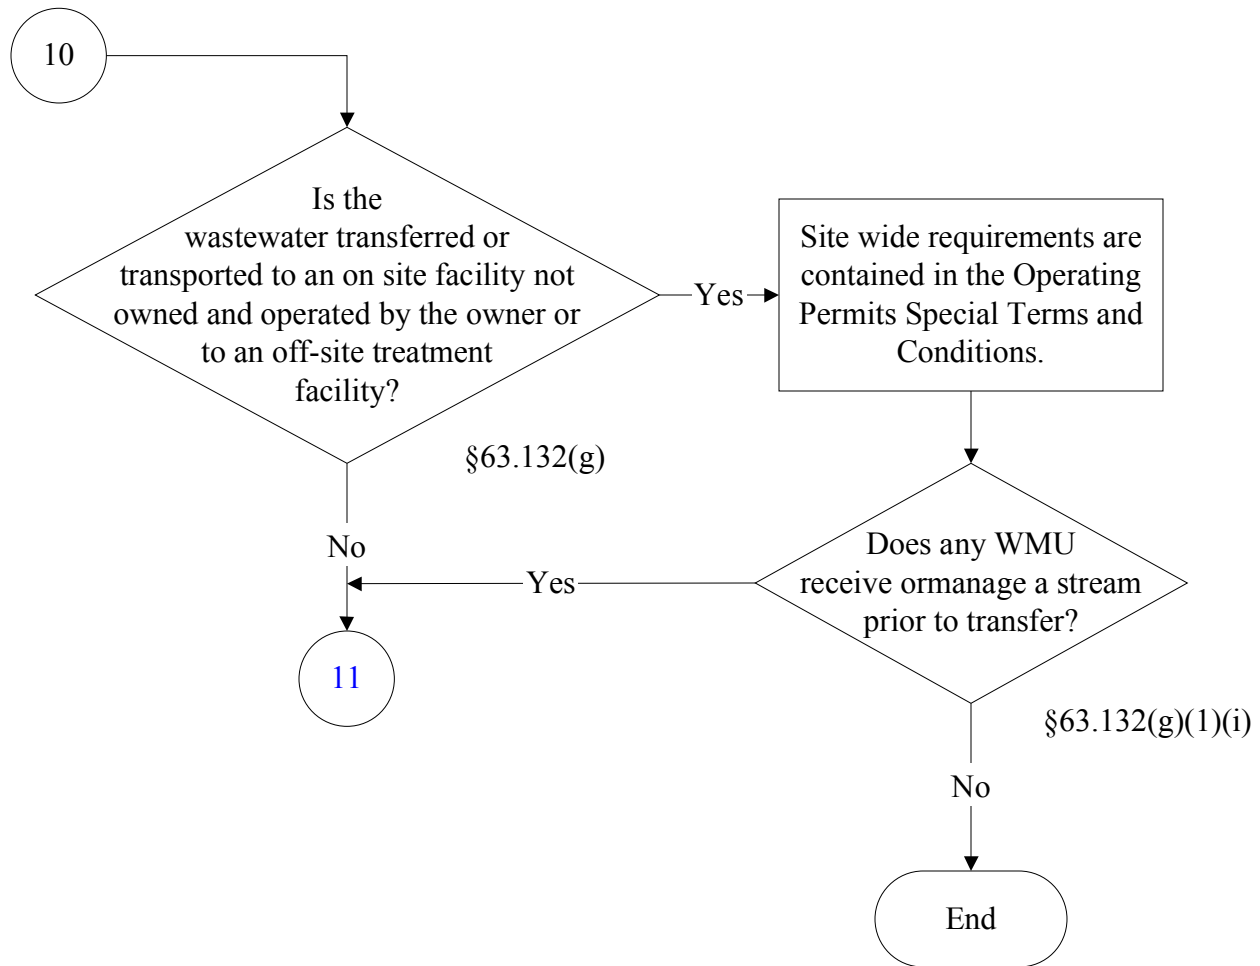 10
Is the
wastewater transferred or
transported to an on site facility not
owned and operated by the owner or
to an off-site treatment
facility?
Yes
Site wide requirements are
contained in the Operating
Permits Special Terms and
Conditions.
§63.132(g)
No
Does any WMU
receive ormanage a stream
prior to transfer?
Yes
11
§63.132(g)(1)(i)
No
End